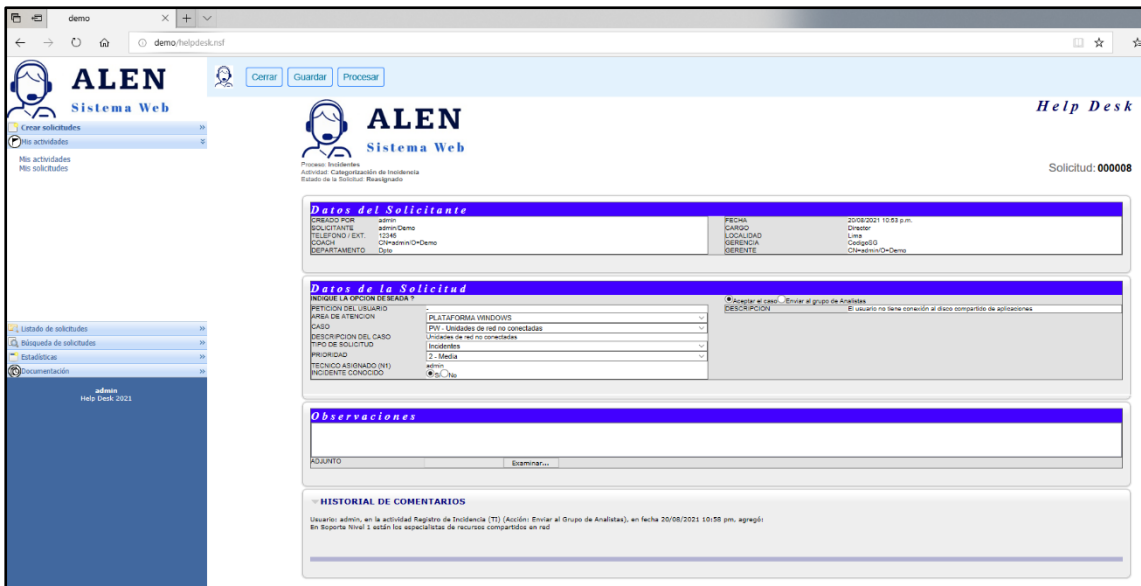 demo
demo/helpdesk.nsf
ALEN
Sistema Web
Crear solicitudes
Mis actividades
Mis actividades
Mis solicitudes
Listado de solicitudes
Búsqueda de solicitudes
Estadísticas
Documentación
admin
Help Desk 2021
Cerrar Guardar Procesar
ALEN
Sistema Web
Help Desk
Proceso: Incidentes
Actividad: Categorización de Incidencia
Estado de la Solicitud: Reasignado
Solicitud: 000008
Datos del Solicitante
CREADO POR admin FECHA 20/08/2021 10:53 p.m.
SOLICITANTE admin/Demo CARGO Director
TELEFONO / EXT. 12345 LOCALIDAD Lima
COACH CN=admin/O=Demo GERENCIA CodigoSG
DEPARTAMENTO Dpto GERENTE CN=admin/O=Demo
Datos de la Solicitud
INDIQUE LA OPCION DESEADA ? Aceptar el caso Enviar al grupo de Analistas
PETICION DEL USUARIO - DESCRIPCION El usuario no tiene conexión al disco compartido de aplicaciones
AREA DE ATENCION PLATAFORMA WINDOWS
CASO PW - Unidades de red no conectadas
DESCRIPCION DEL CASO Unidades de red no conectadas
TIPO DE SOLICITUD Incidentes
PRIORIDAD 2 - Media
TECNICO ASIGNADO (N1) admin
INCIDENTE CONOCIDO Si No
Observaciones
ADJUNTO Examinar...
HISTORIAL DE COMENTARIOS
Usuario: admin, en la actividad Registro de Incidencia (TI) (Acción: Enviar al Grupo de Analistas), en fecha 20/08/2021 10:58 pm, agregó:
En Soporte Nivel 1 están los especialistas de recursos compartidos en red